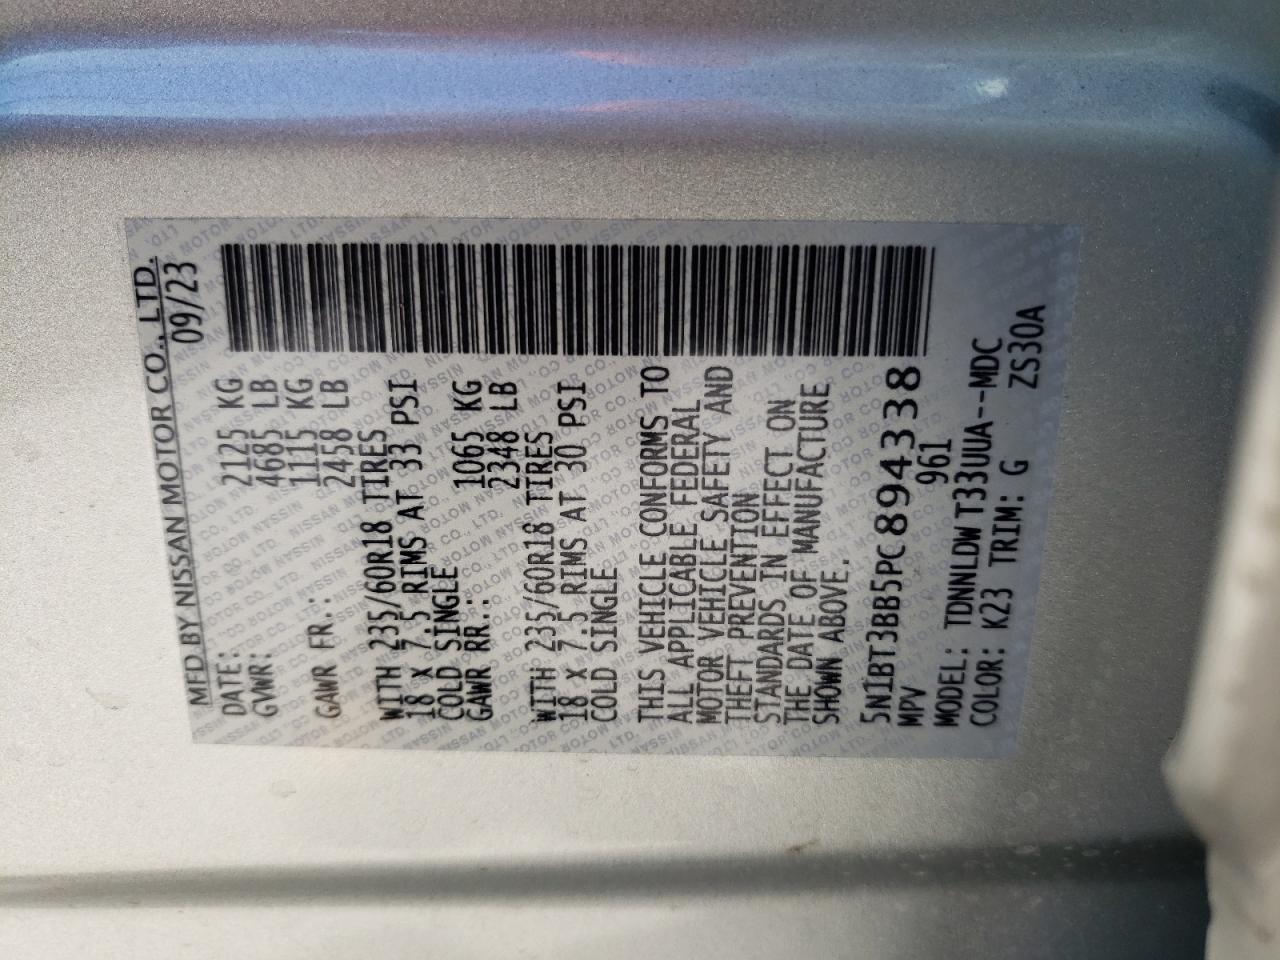 MFD BY NISSAN MOTOR CO., LTD.
DATE: 09/23
GVWR: 2125 KG
4685 LB
GAWR FR.: 1115 KG
2458 LB
WITH 235/60R18 TIRES
18 x 7.5 RIMS AT 33 PSI
COLD SINGLE
GAWR RR.: 1065 KG
2348 LB
WITH 235/60R18 TIRES
18 x 7.5 RIMS AT 30 PSI
COLD SINGLE
THIS VEHICLE CONFORMS TO
ALL APPLICABLE FEDERAL
MOTOR VEHICLE SAFETY AND
THEFT PREVENTION
STANDARDS IN EFFECT ON
THE DATE OF MANUFACTURE
SHOWN ABOVE.
5N1BT3BB5PC894338
MPV 961
MODEL: TDNNLDWT33UUA--MDC
COLOR: K23 TRIM: G ZS30A